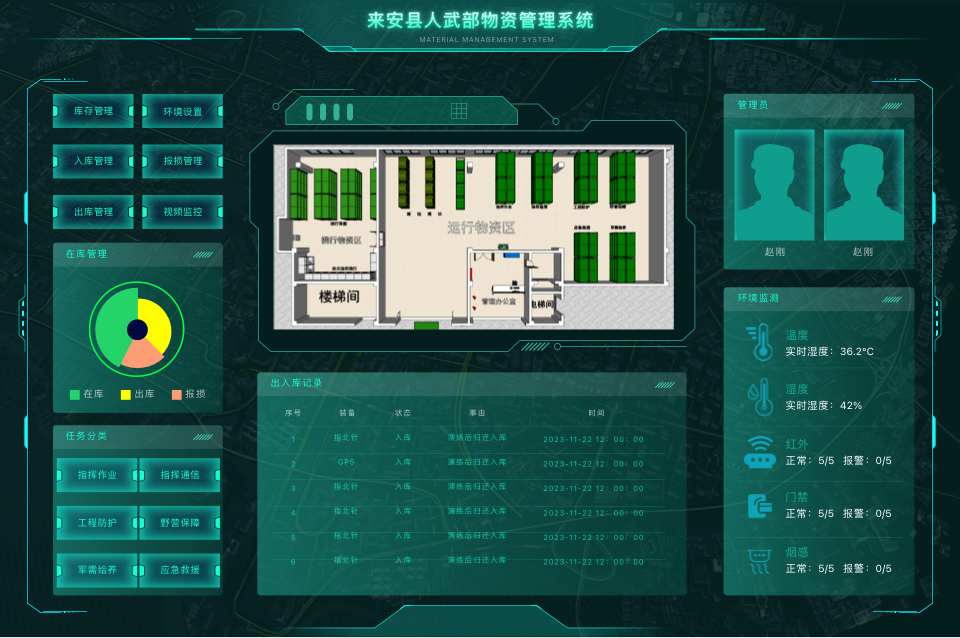 来安县人武部物资管理系统
MATERIAL MANAGEMENT SYSTEM
库存管理 环境设置
入库管理 报损管理
出库管理 视频监控
在库管理
在库 出库 报损
任务分类
指挥作业 指挥通信
工程防护 野营保障
军需给养 应急救援
携行物资区
运行物资区
楼梯间
管理办公室
电梯间
出入库记录
序号 装备 状态 事由 时间
1 指北针 入库 演练后归还入库 2023-11-22 12：00：00
2 GPS 入库 演练后归还入库 2023-11-22 12：00：00
3 指北针 入库 演练后归还入库 2023-11-22 12：00：00
4 指北针 入库 演练后归还入库 2023-11-22 12：00：00
5 指北针 入库 演练后归还入库 2023-11-22 12：00：00
6 指北针 入库 演练后归还入库 2023-11-22 12：00：00
管理员
赵刚 赵刚
环境监测
温度
实时湿度：36.2°C
湿度
实时湿度：42%
红外
正常：5/5 报警：0/5
门禁
正常：5/5 报警：0/5
烟感
正常：5/5 报警：0/5